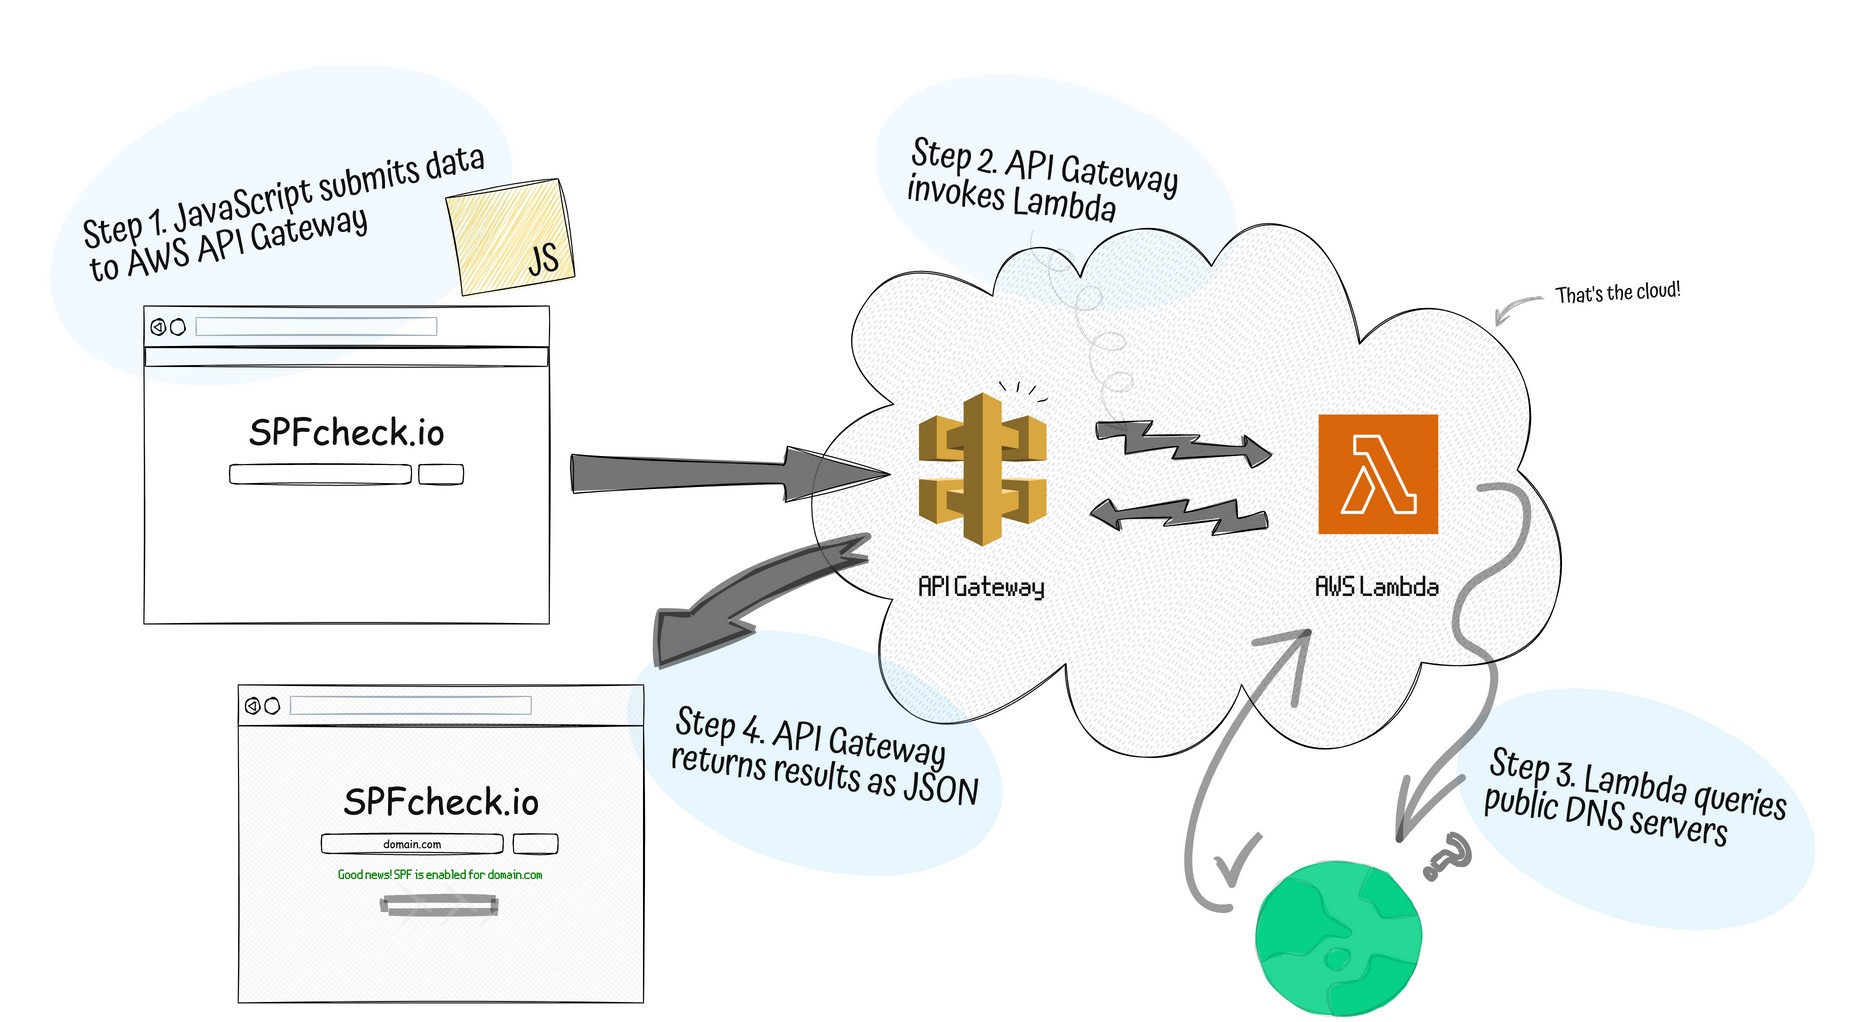 Step 1. JavaScript submits data
to AWS API Gateway
JS
SPFcheck.io
Step 2. API Gateway
invokes Lambda
That's the cloud!
API Gateway
AWS Lambda
Step 3. Lambda queries
public DNS servers
?
Step 4. API Gateway
returns results as JSON
SPFcheck.io
domain.com
Good news! SPF is enabled for domain.com